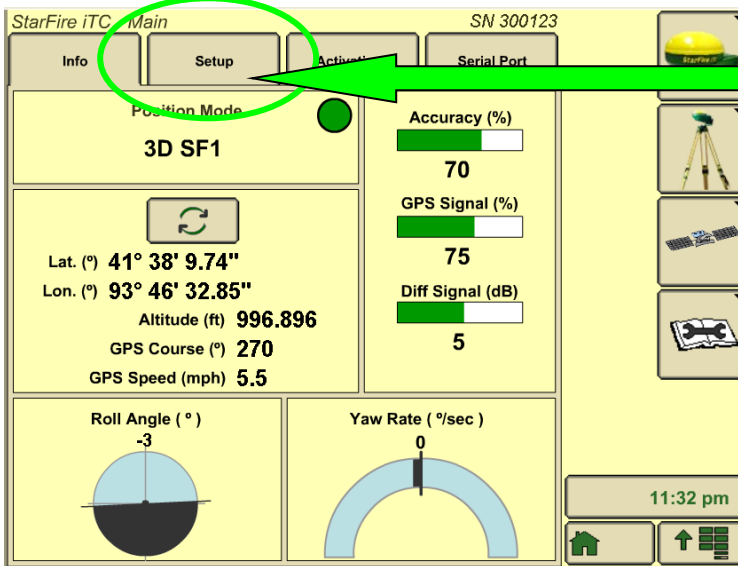 StarFire iTC - Main
SN 300123
Info
Setup
Serial Port
Position Mode
3D SF1
Accuracy (%)
70
GPS Signal (%)
75
Diff Signal (dB)
5
Lat. (º) 41° 38' 9.74"
Lon. (º) 93° 46' 32.85"
Altitude (ft) 996.896
GPS Course (º) 270
GPS Speed (mph) 5.5
Roll Angle ( º )
-3
Yaw Rate ( º/sec )
0
StarFire iTC
11:32 pm